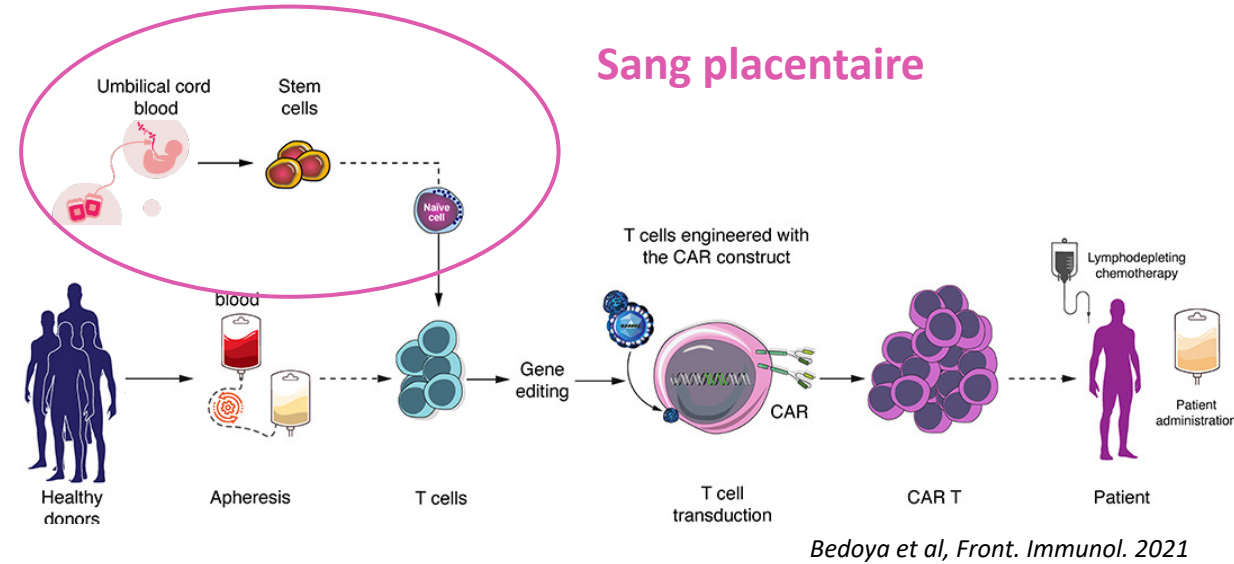 Sang placentaire
Umbilical cord
blood
Stem
cells
Naïve
cell
blood
T cells engineered with
the CAR construct
Lymphodepleting
chemotherapy
Gene
editing
CAR
Patient
administration
Healthy
donors
Apheresis
T cells
T cell
transduction
CAR T
Patient
Bedoya et al, Front. Immunol. 2021